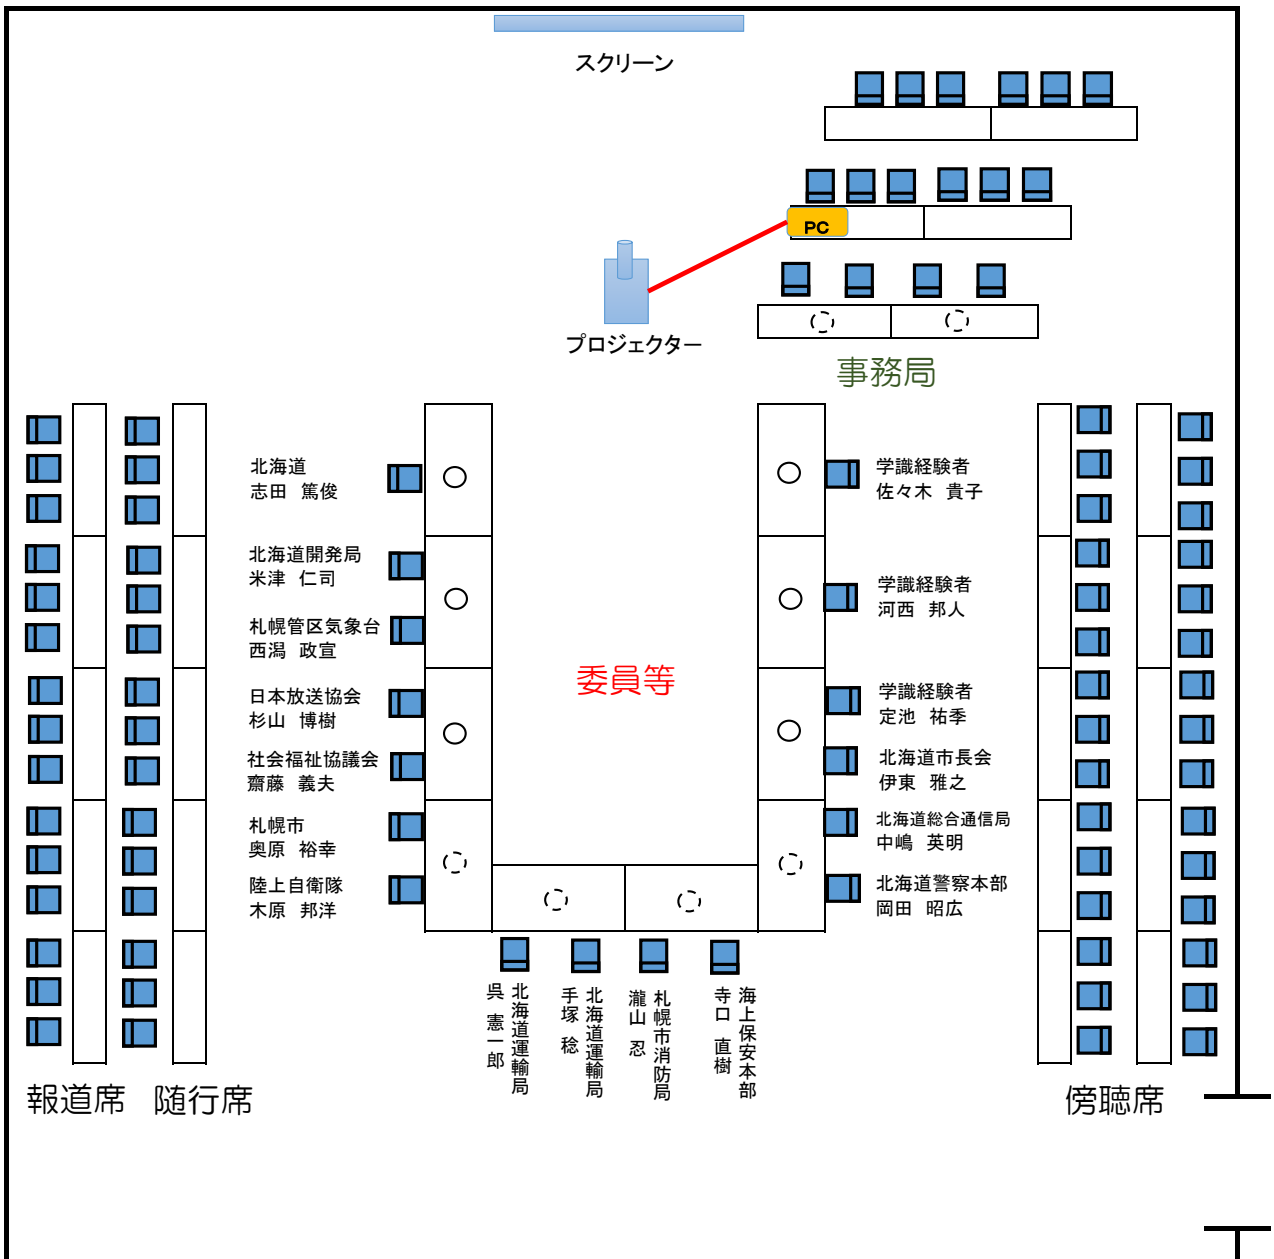 スクリーン
PC
プロジェクター
事務局
北海道
志田 篤俊
北海道開発局
米津 仁司
札幌管区気象台
西潟 政宣
日本放送協会
杉山 博樹
社会福祉協議会
齋藤 義夫
札幌市
奥原 裕幸
陸上自衛隊
木原 邦洋
委員等
学識経験者
佐々木 貴子
学識経験者
河西 邦人
学識経験者
定池 祐季
北海道市長会
伊東 雅之
北海道総合通信局
中嶋 英明
北海道警察本部
岡田 昭広
北海道運輸局
呉 憲一郎
北海道運輸局
手塚 稔
札幌市消防局
瀧山 忍
海上保安本部
寺口 直樹
報道席
随行席
傍聴席